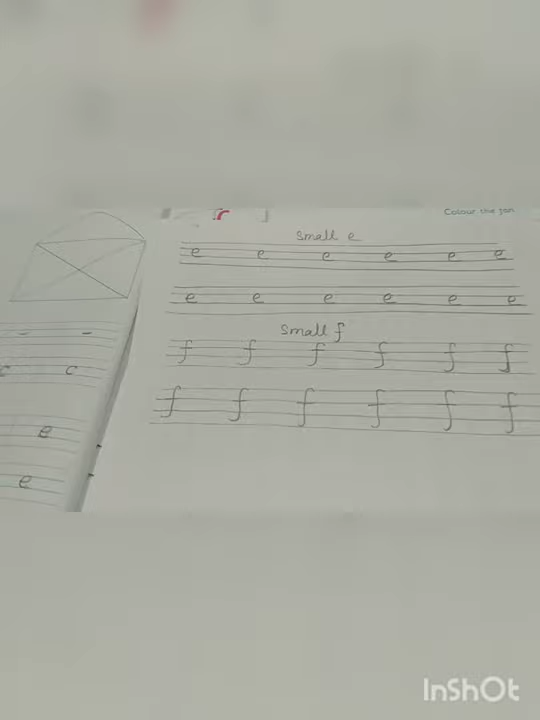 Colour the
small e
e e e e e e
e e e e e e
small f
f f f f f f
f f f f f f
c c
e
e
InShOt